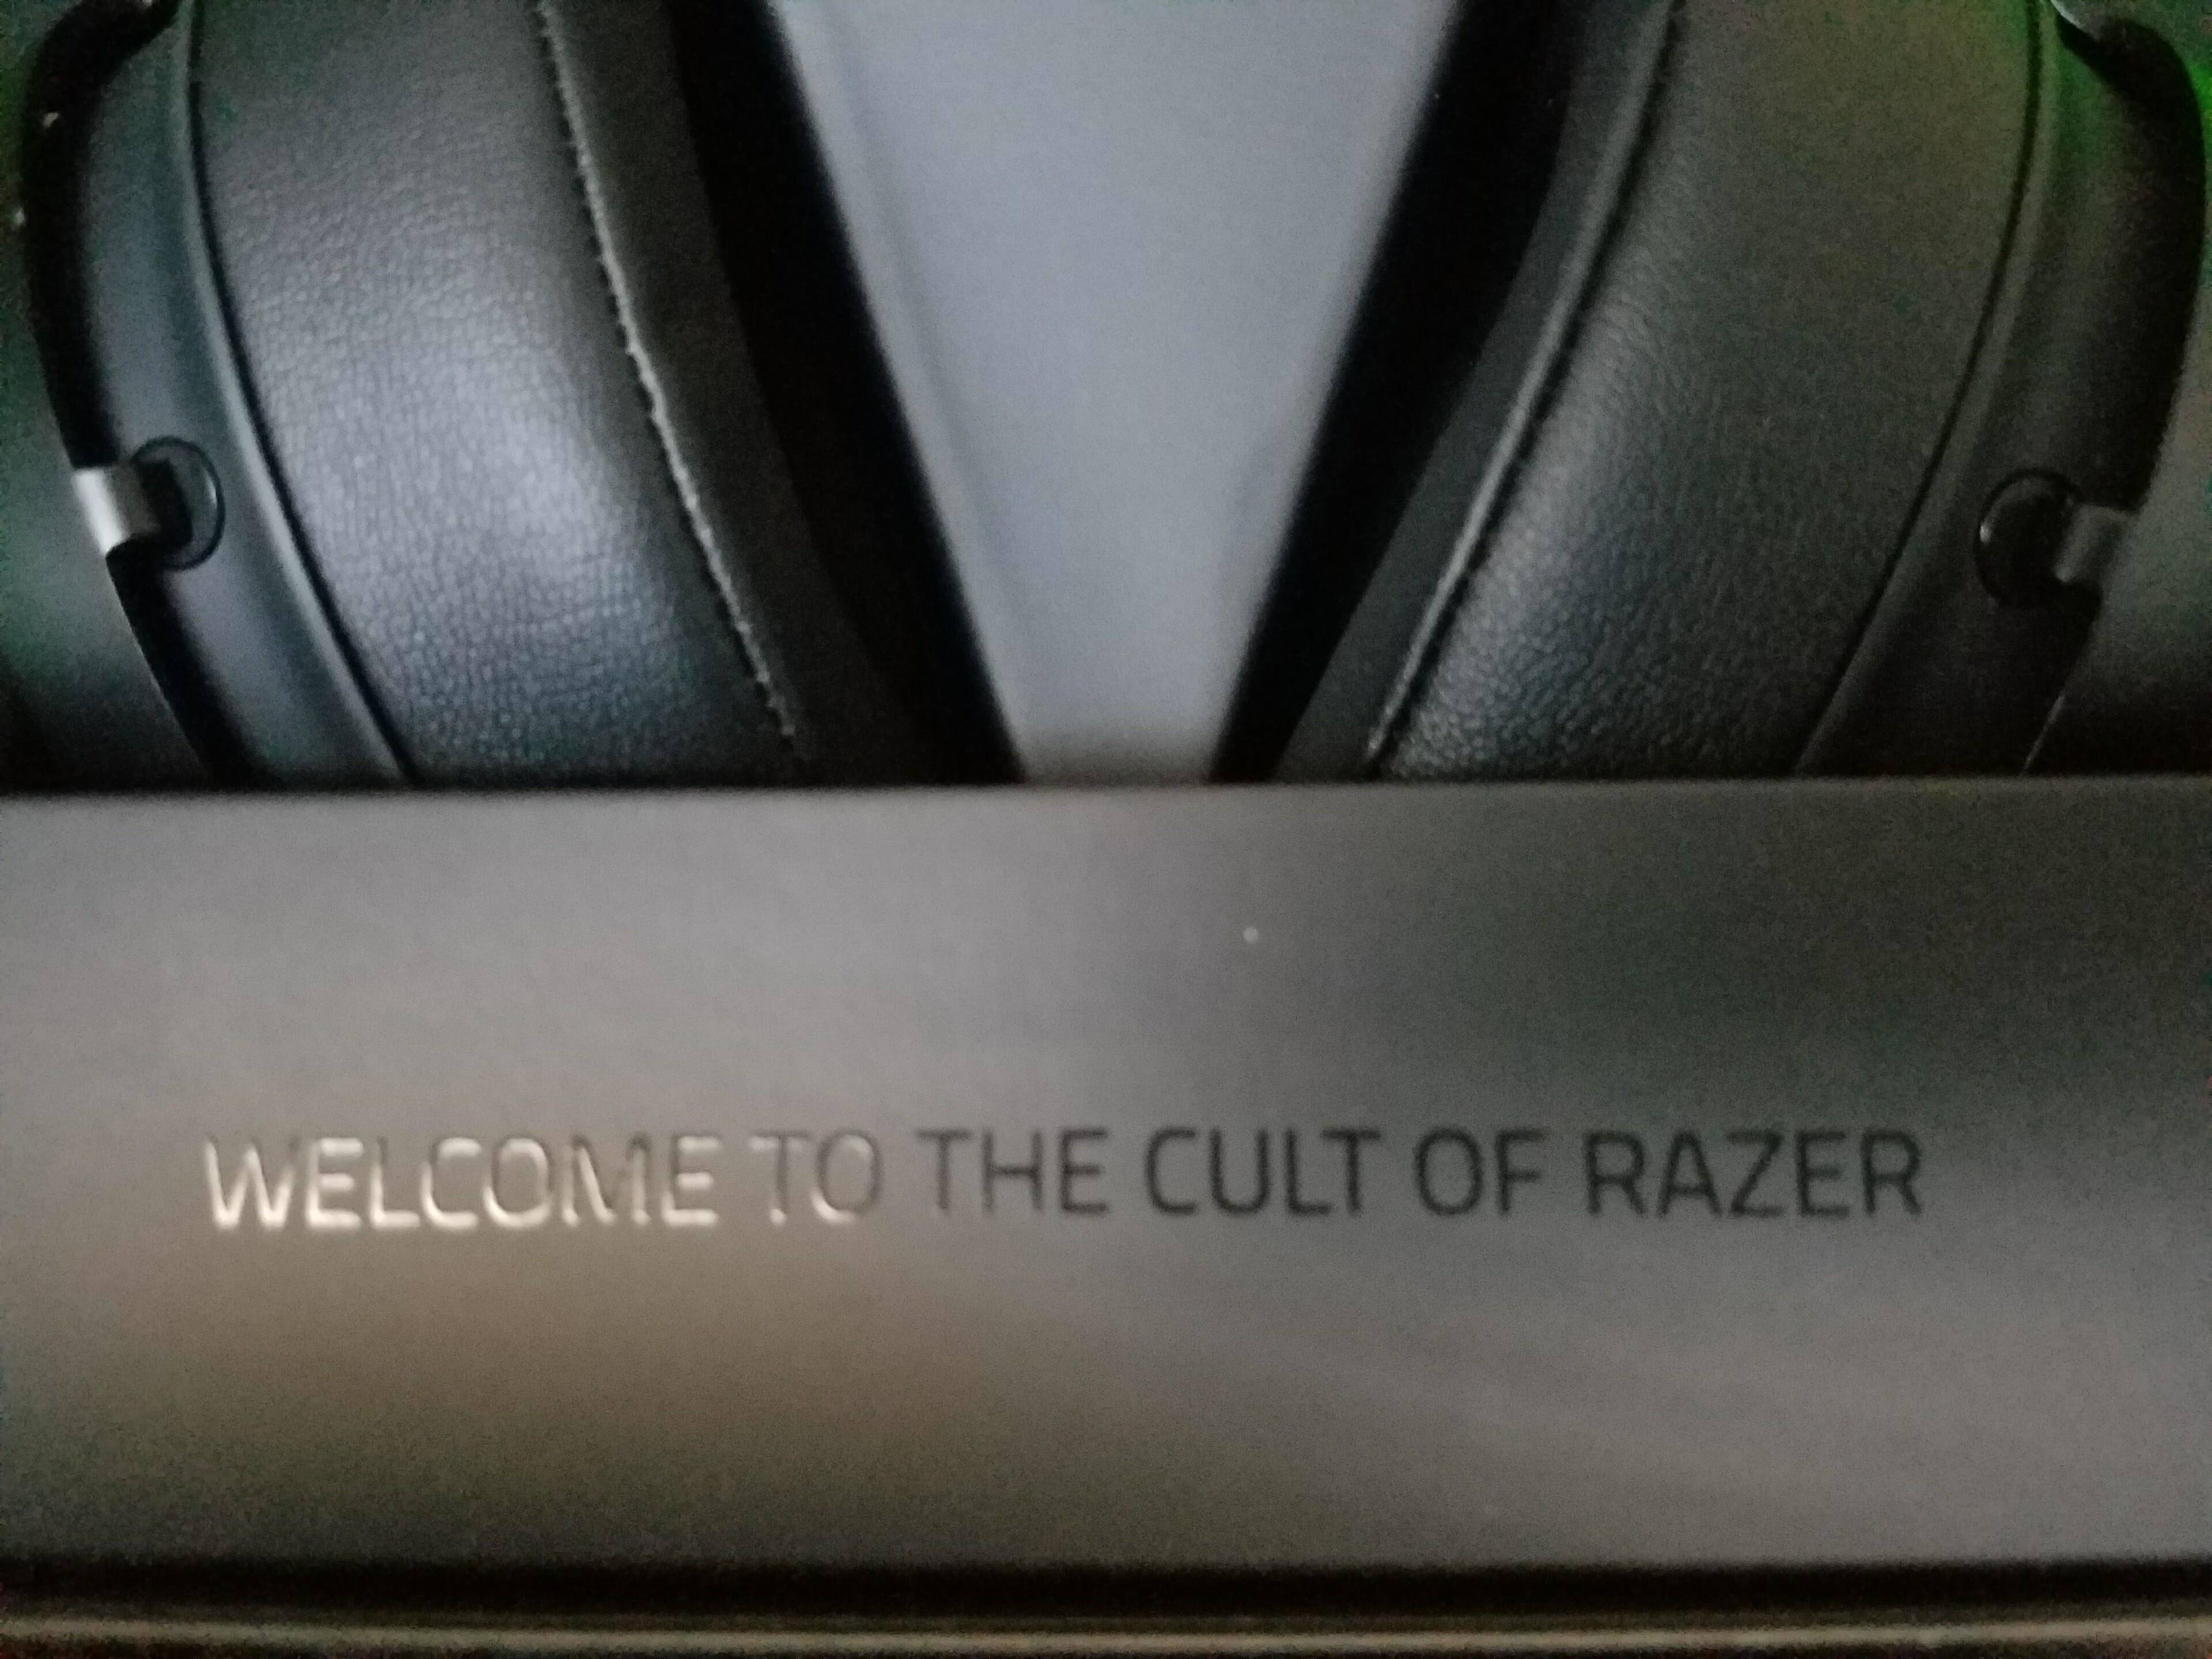 WELCOME TO THE CULT OF RAZER